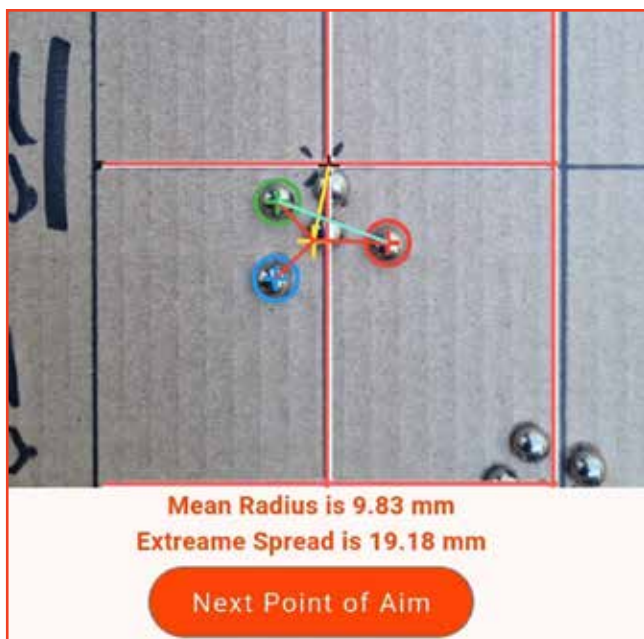 Mean Radius is 9.83 mm
Extreame Spread is 19.18 mm
Next Point of Aim